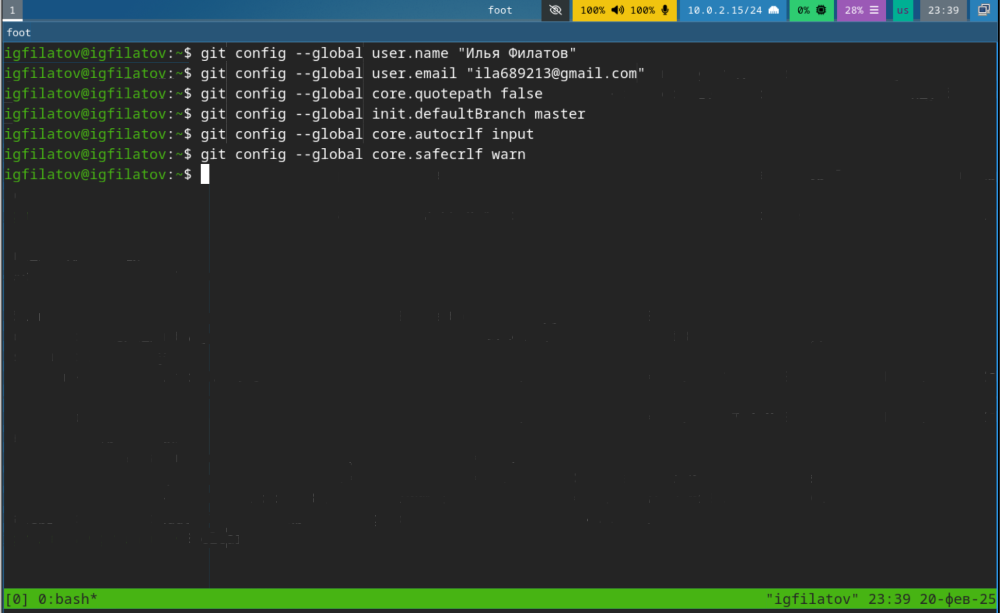 1 foot 100% 100% 10.0.2.15/24 0% 28% us 23:39
foot
igfilatov@igfilatov:~$ git config --global user.name "Илья Филатов"
igfilatov@igfilatov:~$ git config --global user.email "ila689213@gmail.com"
igfilatov@igfilatov:~$ git config --global core.quotepath false
igfilatov@igfilatov:~$ git config --global init.defaultBranch master
igfilatov@igfilatov:~$ git config --global core.autocrlf input
igfilatov@igfilatov:~$ git config --global core.safecrlf warn
igfilatov@igfilatov:~$
[0] 0:bash* "igfilatov" 23:39 20-фев-25